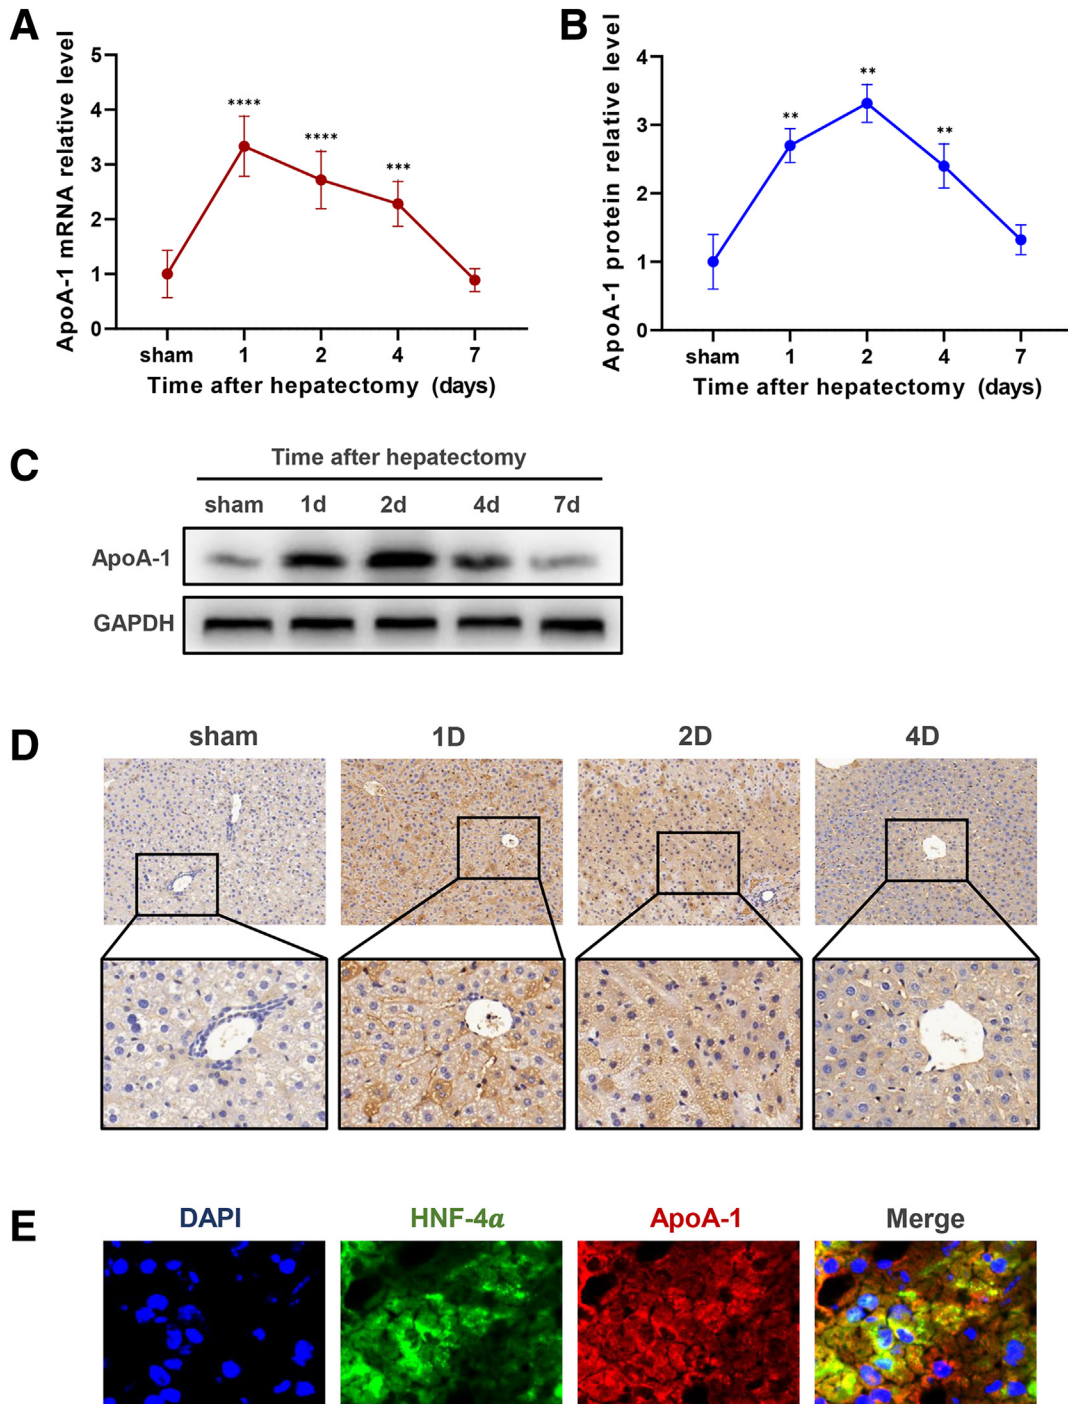 A
ApoA-1 mRNA relative level
5
4
3
2
1
0
****
****
***
sham 1 2 4 7
Time after hepatectomy (days)
B
ApoA-1 protein relative level
4
3
2
1
0
**
**
**
sham 1 2 4 7
Time after hepatectomy (days)
C
Time after hepatectomy
sham 1d 2d 4d 7d
ApoA-1
GAPDH
D
sham 1D 2D 4D
E
DAPI HNF-4α ApoA-1 Merge